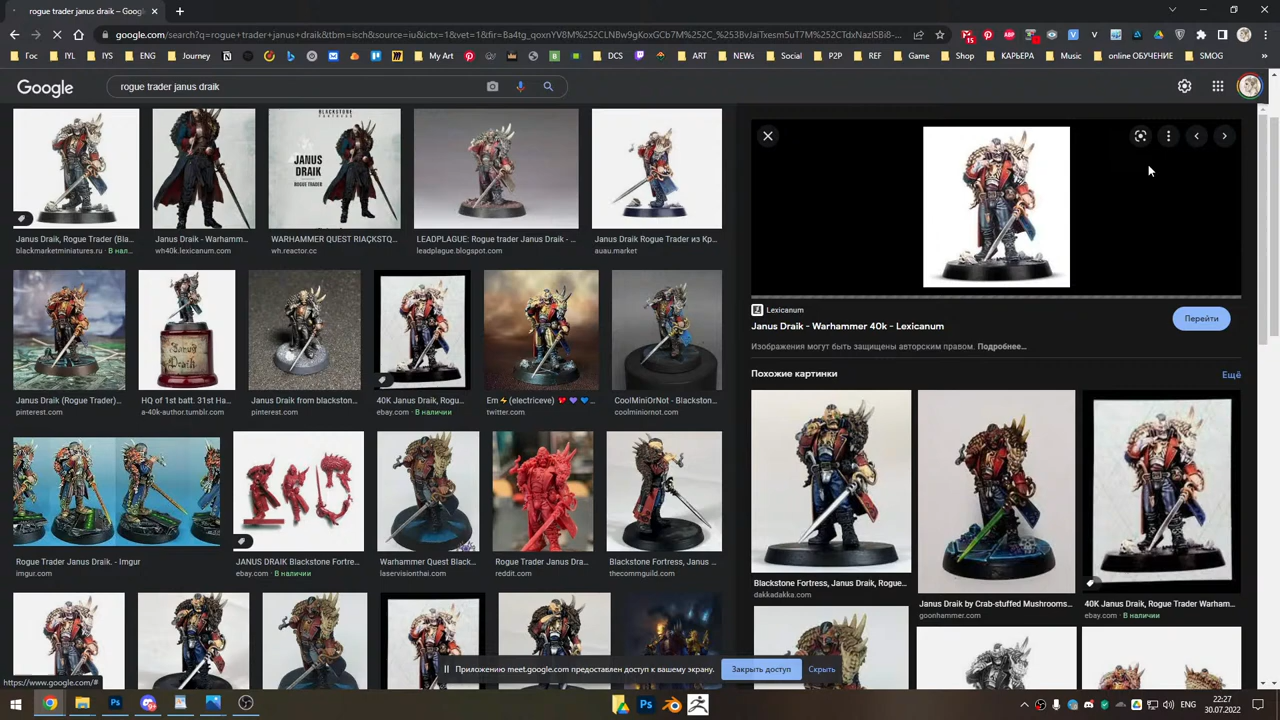 rogue trader janus draik – Googl
google.com/search?q=rogue+trader+janus+draik&tbm=isch&source=iu&ictx=1&vet=1&fir=Ba4tg_qoxnYV8M%252CLNBw9gKoxGCb7M%252C_%253BvJaiTxesm5uT7M%252CTdxNazISBi8-
Гос
IYL
IYS
ENG
Journey
My Art
DCS
ART
NEWs
Social
P2P
REF
Game
Shop
КАРЬЕРА
Music
online ОБУЧЕНИЕ
SMOG
Google
rogue trader janus draik
JANUS
DRAIK
ROGUE TRADER
Janus Draik, Rogue Trader (Bla...
blackmarketminiatures.ru • В нал...
Janus Draik - Warhamm...
wh40k.lexicanum.com
WARHAMMER QUEST BLACKSTO...
wh.reactor.cc
LEADPLAGUE: Rogue trader Janus Draik - ...
leadplague.blogspot.com
Janus Draik Rogue Trader из Кр...
auau.market
Janus Draik (Rogue Trader)...
pinterest.com
HQ of 1st batt. 31st Ha...
a-40k-author.tumblr.com
Janus Draik from blackston...
pinterest.com
40K Janus Draik, Rogu...
ebay.com • В наличии
Em⚡(electriceve)
twitter.com
CoolMiniOrNot - Blackston...
coolminiornot.com
Rogue Trader Janus Draik. - Imgur
imgur.com
JANUS DRAIK Blackstone Fortre...
ebay.com • В наличии
Warhammer Quest Black...
laservisionthai.com
Rogue Trader Janus Dra...
reddit.com
Blackstone Fortress, Janus ...
thecommguild.com
Lexicanum
Janus Draik - Warhammer 40k - Lexicanum
Перейти
Изображения могут быть защищены авторским правом. Подробнее...
Похожие картинки
Ещё
Blackstone Fortress, Janus Draik, Rogue...
dakkadakka.com
Janus Draik by Crab-stuffed Mushrooms...
goonhammer.com
40K Janus Draik, Rogue Trader Warham...
ebay.com • В наличии
Приложению meet.google.com предоставлен доступ к вашему экрану.
Закрыть доступ
Скрыть
https://www.google.com/#
ENG
22:27
30.07.2022